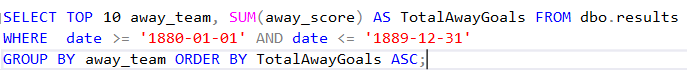 SELECT TOP 10 away_team, SUM(away_score) AS TotalAwayGoals FROM dbo.results
WHERE  date >= '1880-01-01' AND date <= '1889-12-31'
GROUP BY away_team ORDER BY TotalAwayGoals ASC;